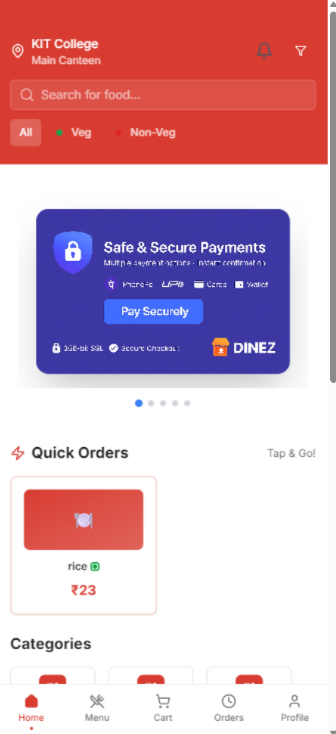 KIT College
Main Canteen
Search for food...
All
Veg
Non-Veg
Safe & Secure Payments
Multiple payment options • Instant confirmation
PhonePe UPI Cards Wallet
Pay Securely
256-bit SSL Secure Checkout DINEZ
Quick Orders
Tap & Go!
rice
₹23
Categories
Home
Menu
Cart
Orders
Profile